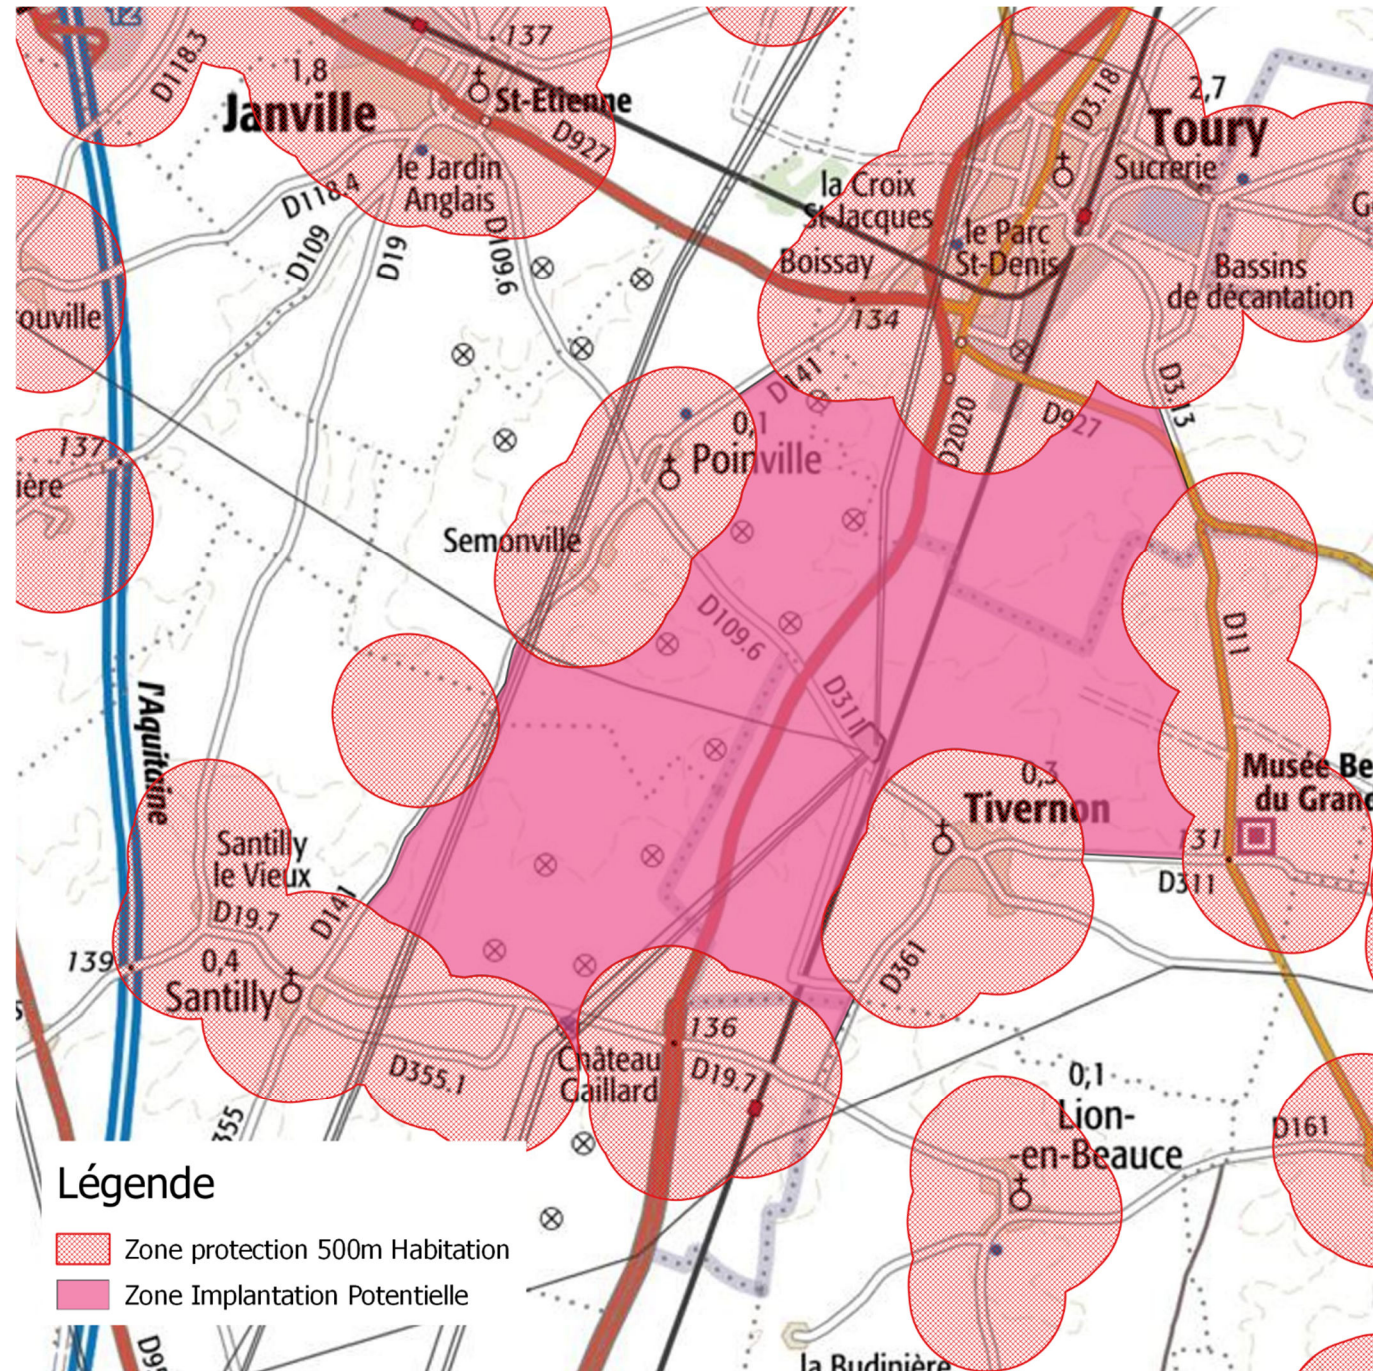 12
D118.3
137
1,8
Janville
St-Etienne
D927
le Jardin
Anglais
D118.4
D109
D19
D109.6
D3.18
2,7
Toury
Sucrerie
la Croix
St-Jacques
le Parc
St-Denis
Boissay
134
Bassins
de décantation
G
ouville
D141
D2020
D927
D313
0,1
Poinville
137
ière
Semonville
D109.6
D11
D311
l'Aquitaine
0,3
Tivernon
Musée Be
du Grand
131
D311
Santilly
le Vieux
D141
D19.7
139
0,4
Santilly
D361
136
Château
Gaillard
D19.7
D355.1
355
0,1
Lion-
-en-Beauce
D161
la Budinière
Légende
Zone protection 500m Habitation
Zone Implantation Potentielle